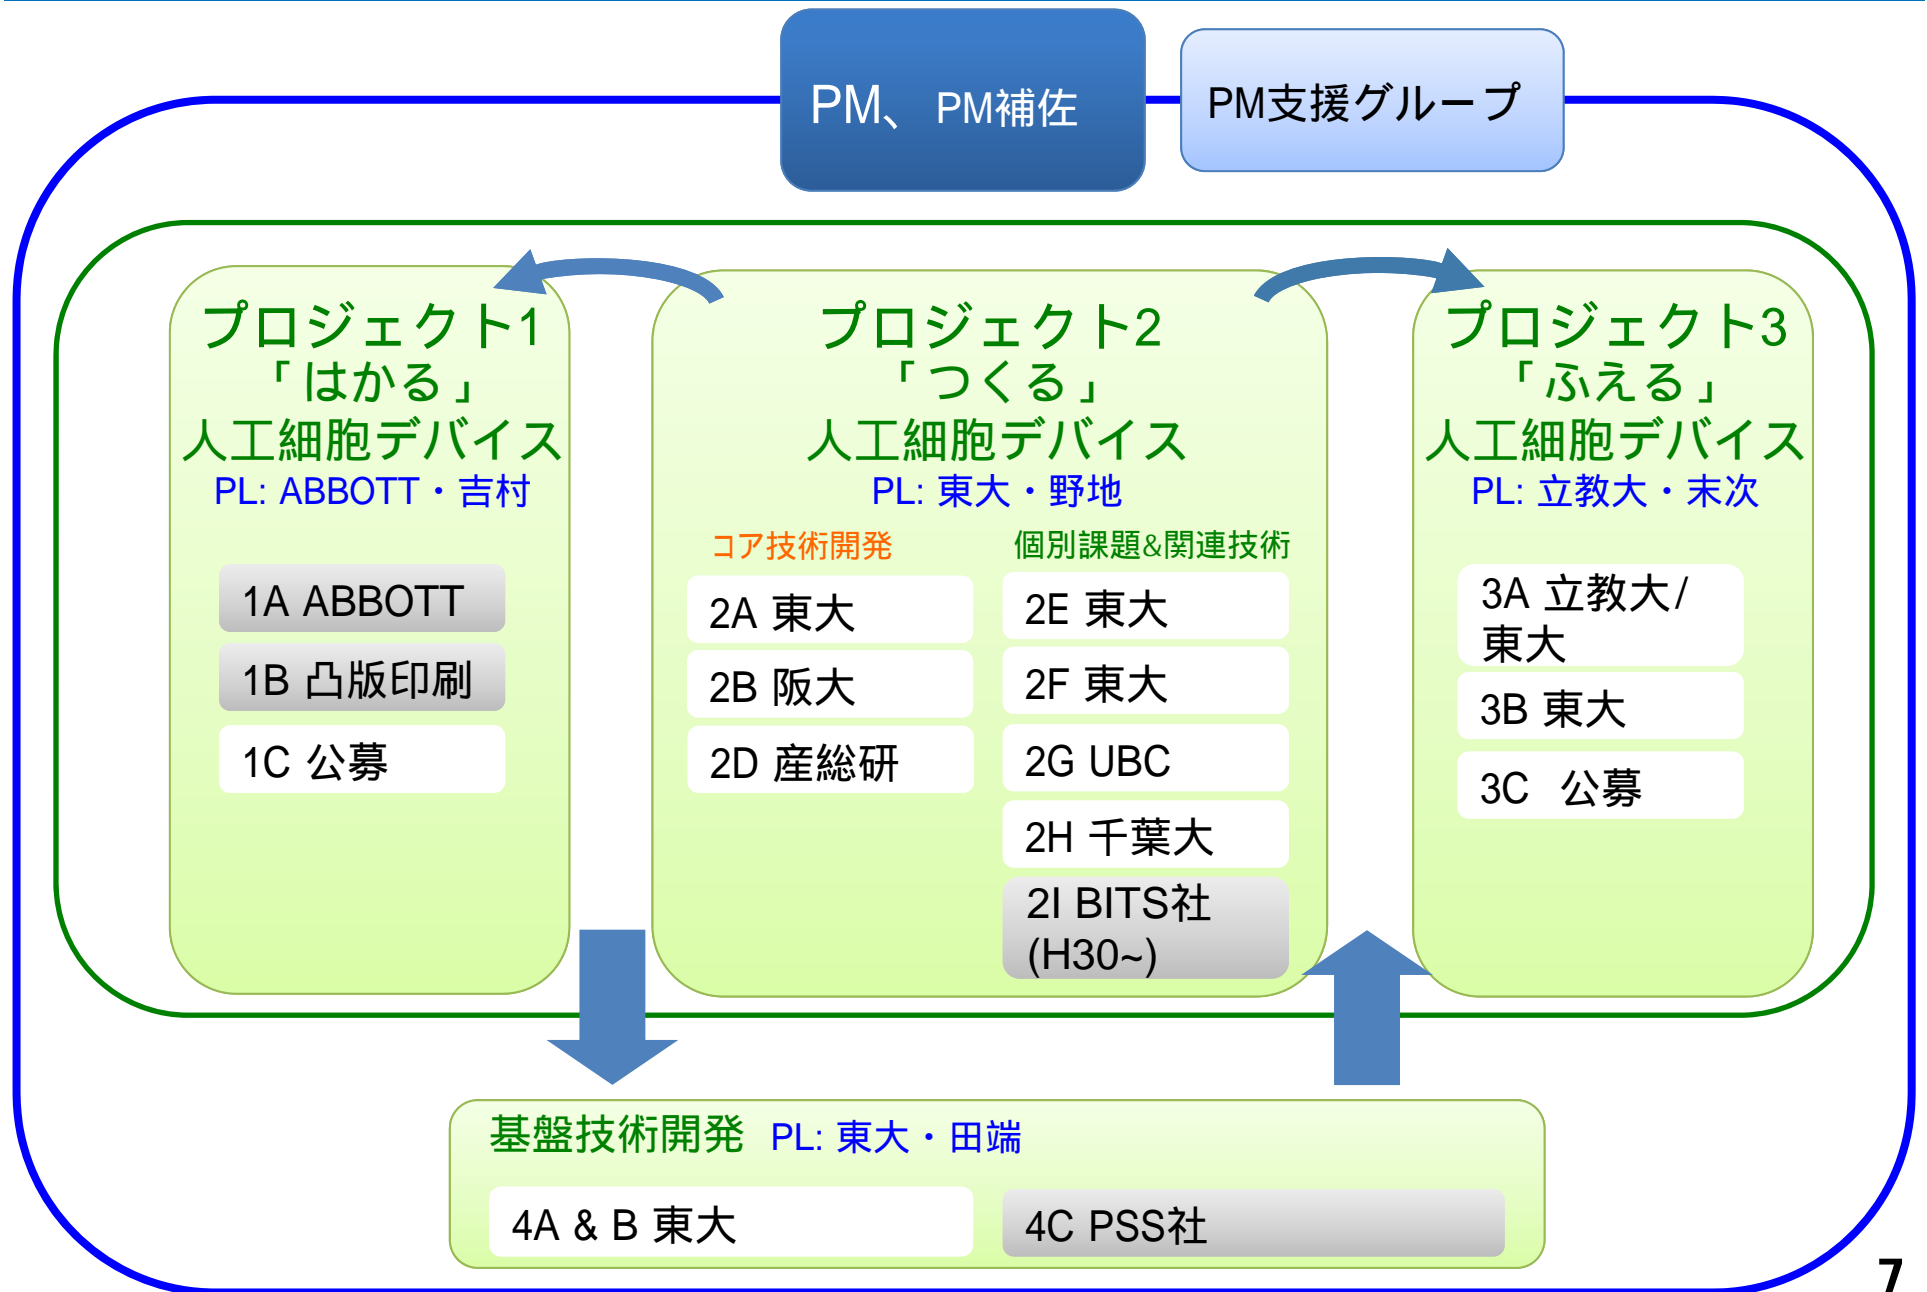 PM、 PM補佐
PM支援グループ
プロジェクト1
「はかる」
人工細胞デバイス
PL: ABBOTT・吉村
1A ABBOTT
1B 凸版印刷
1C 公募
プロジェクト2
「つくる」
人工細胞デバイス
PL: 東大・野地
コア技術開発
2A 東大
2B 阪大
2D 産総研
個別課題&関連技術
2E 東大
2F 東大
2G UBC
2H 千葉大
2I BITS社
(H30~)
プロジェクト3
「ふえる」
人工細胞デバイス
PL: 立教大・末次
3A 立教大/
東大
3B 東大
3C 公募
基盤技術開発 PL: 東大・田端
4A & B 東大
4C PSS社
7